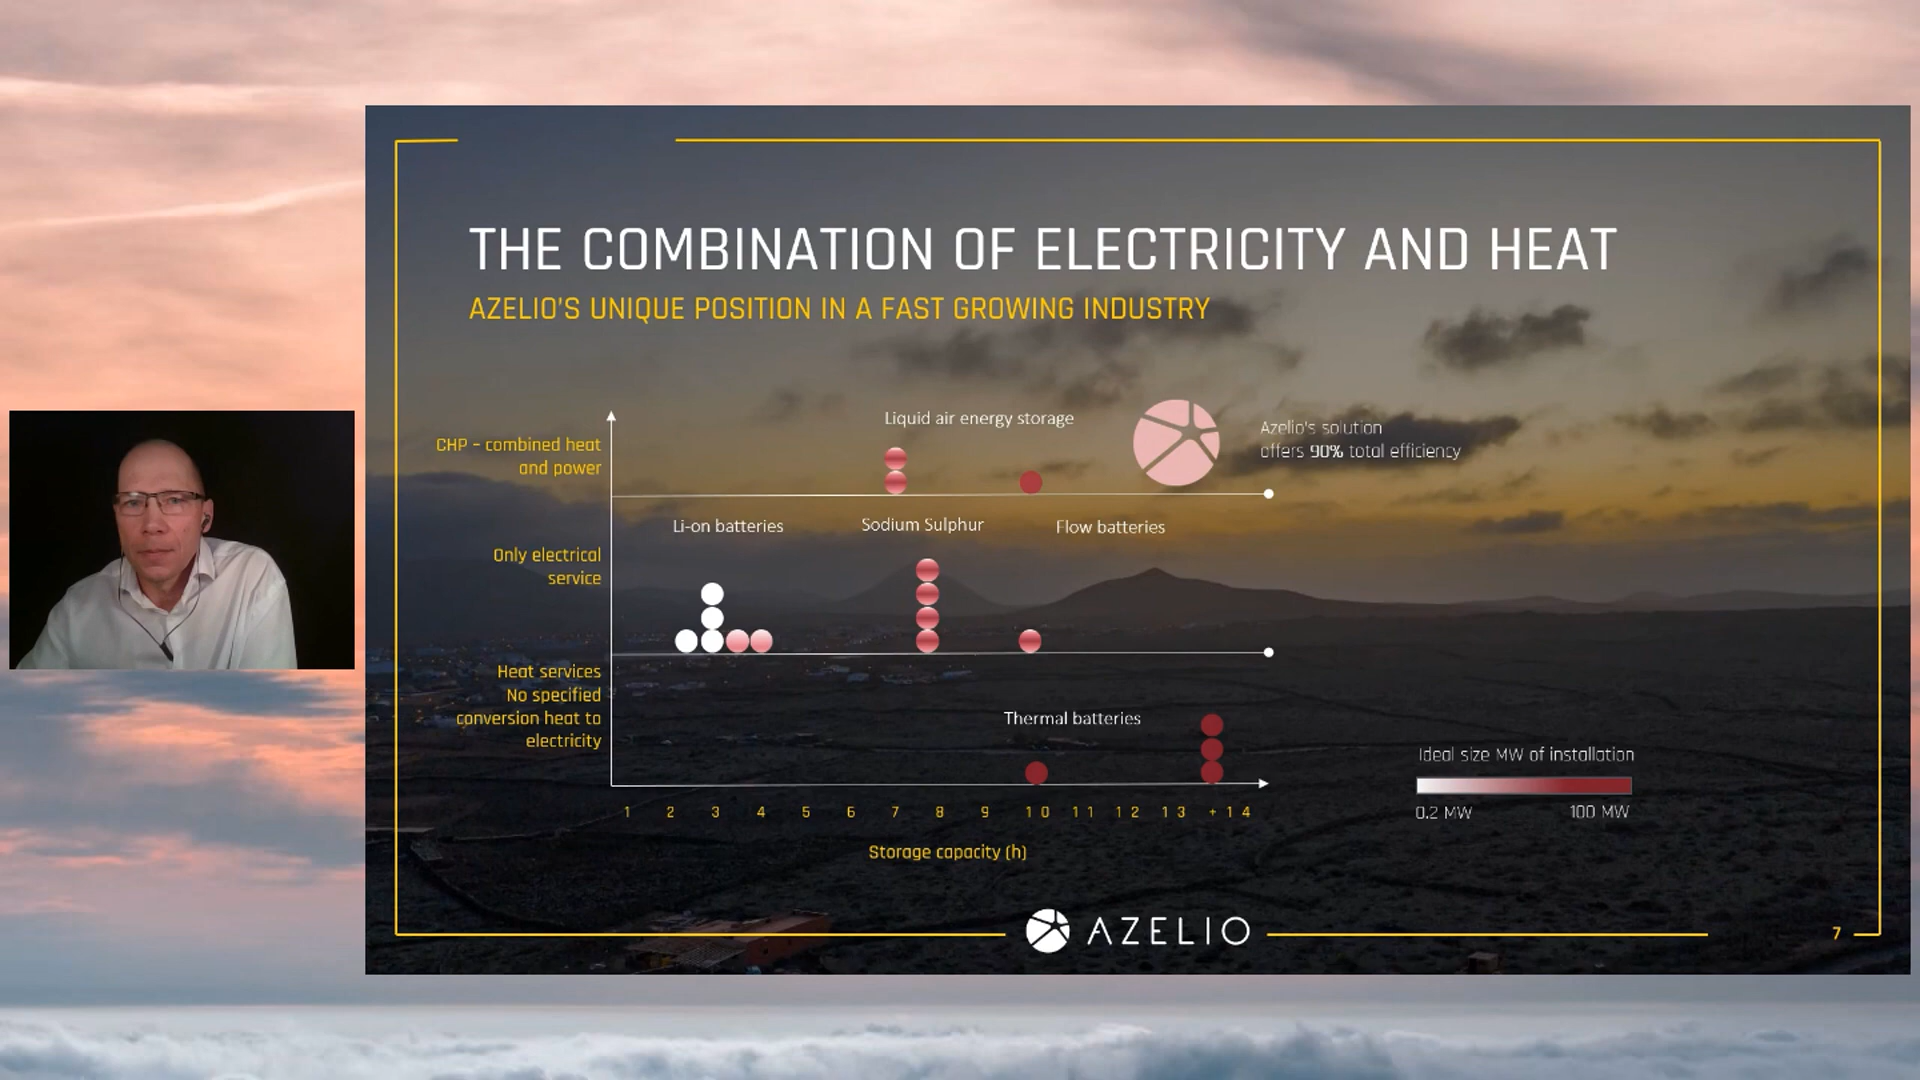 THE COMBINATION OF ELECTRICITY AND HEAT
AZELIO'S UNIQUE POSITION IN A FAST GROWING INDUSTRY
CHP – combined heat
and power
Liquid air energy storage
Azelio's solution
offers 90% total efficiency
Only electrical
service
Li-on batteries
Sodium Sulphur
Flow batteries
Heat services
No specified
conversion heat to
electricity
Thermal batteries
1 2 3 4 5 6 7 8 9 10 11 12 13 +14
Storage capacity (h)
Ideal size MW of installation
0.2 MW 100 MW
AZELIO
7